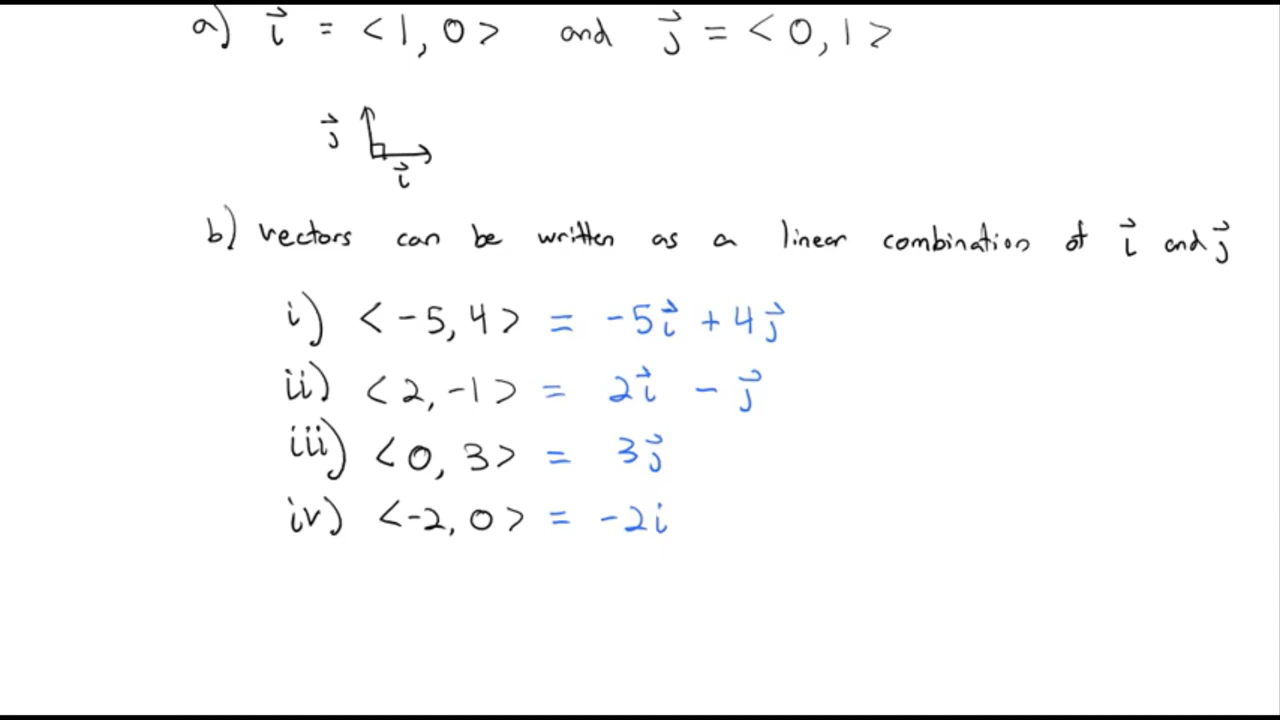 a) i⃗ = <1, 0> and j⃗ = <0, 1>
j⃗
i⃗
b) vectors can be written as a linear combination of i⃗ and j⃗
i) <-5, 4> = -5i⃗ + 4j⃗
ii) <2, -1> = 2i⃗ - j⃗
iii) <0, 3> = 3j⃗
iv) <-2, 0> = -2i